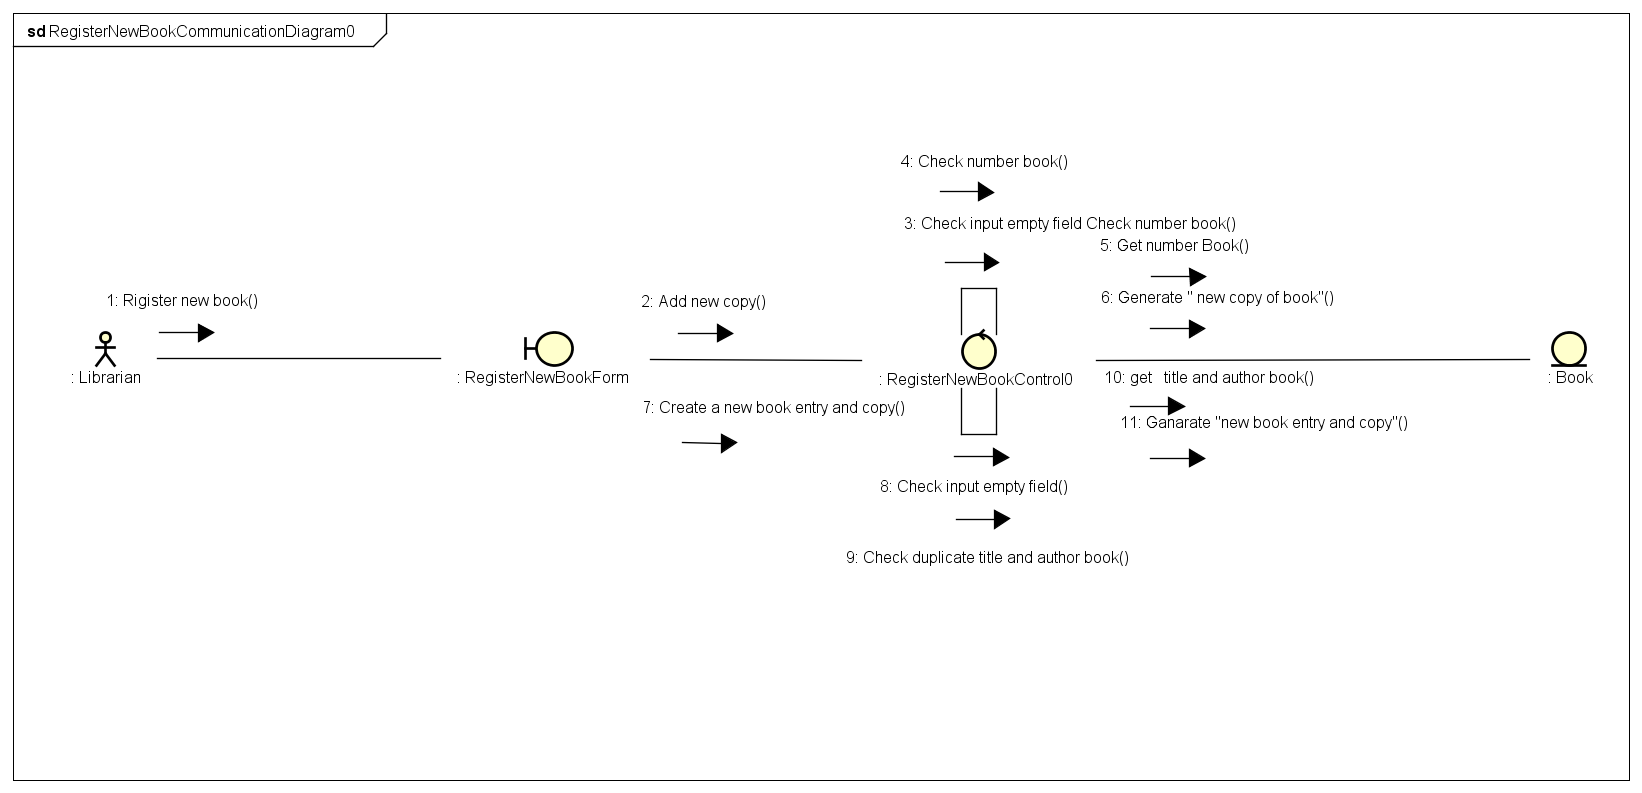 sd RegisterNewBookCommunicationDiagram0
4: Check number book()
3: Check input empty field Check number book()
5: Get number Book()
1: Rigister new book()
2: Add new copy()
6: Generate " new copy of book"()
: Librarian
: RegisterNewBookForm
: RegisterNewBookControl0
: Book
10: get   title and author book()
7: Create a new book entry and copy()
11: Ganarate "new book entry and copy"()
8: Check input empty field()
9: Check duplicate title and author book()